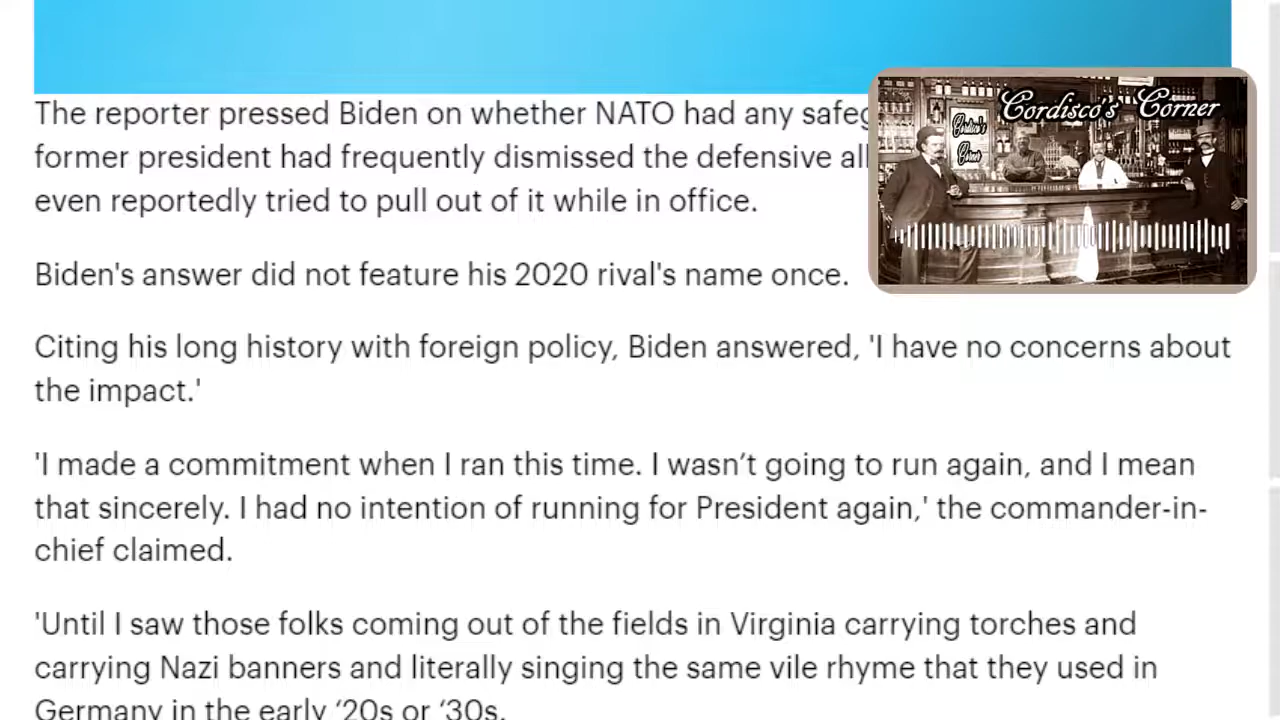 The reporter pressed Biden on whether NATO had any
former president had frequently dismissed the defensive
even reportedly tried to pull out of it while in office.
Biden's answer did not feature his 2020 rival's name once.
Citing his long history with foreign policy, Biden answered, 'I have no concerns about
the impact.'
'I made a commitment when I ran this time. I wasn’t going to run again, and I mean
that sincerely. I had no intention of running for President again,' the commander-in-
chief claimed.
'Until I saw those folks coming out of the fields in Virginia carrying torches and
carrying Nazi banners and literally singing the same vile rhyme that they used in
Germany in the early ‘20s or ‘30s.
Cordisco's Corner
Cordisco's
Corner